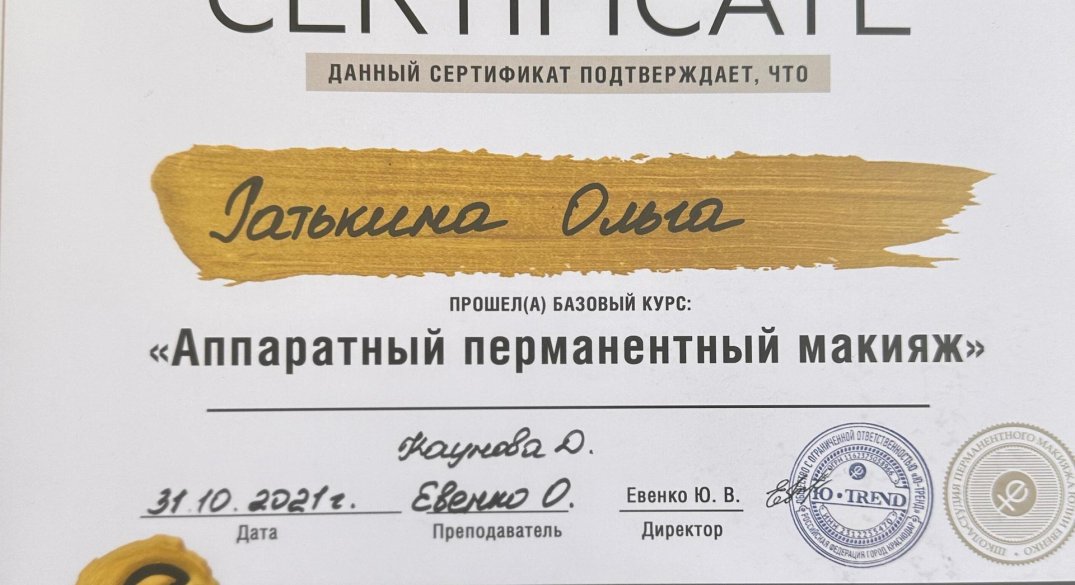 CERTIFICATE
ДАННЫЙ СЕРТИФИКАТ ПОДТВЕРЖДАЕТ, ЧТО
Гатькина Ольга
ПРОШЕЛ(А) БАЗОВЫЙ КУРС:
«Аппаратный перманентный макияж»
Каунова Д.
31.10.2021г. Евенко О. Евенко Ю. В.
Дата Преподаватель Директор
Ю•TREND